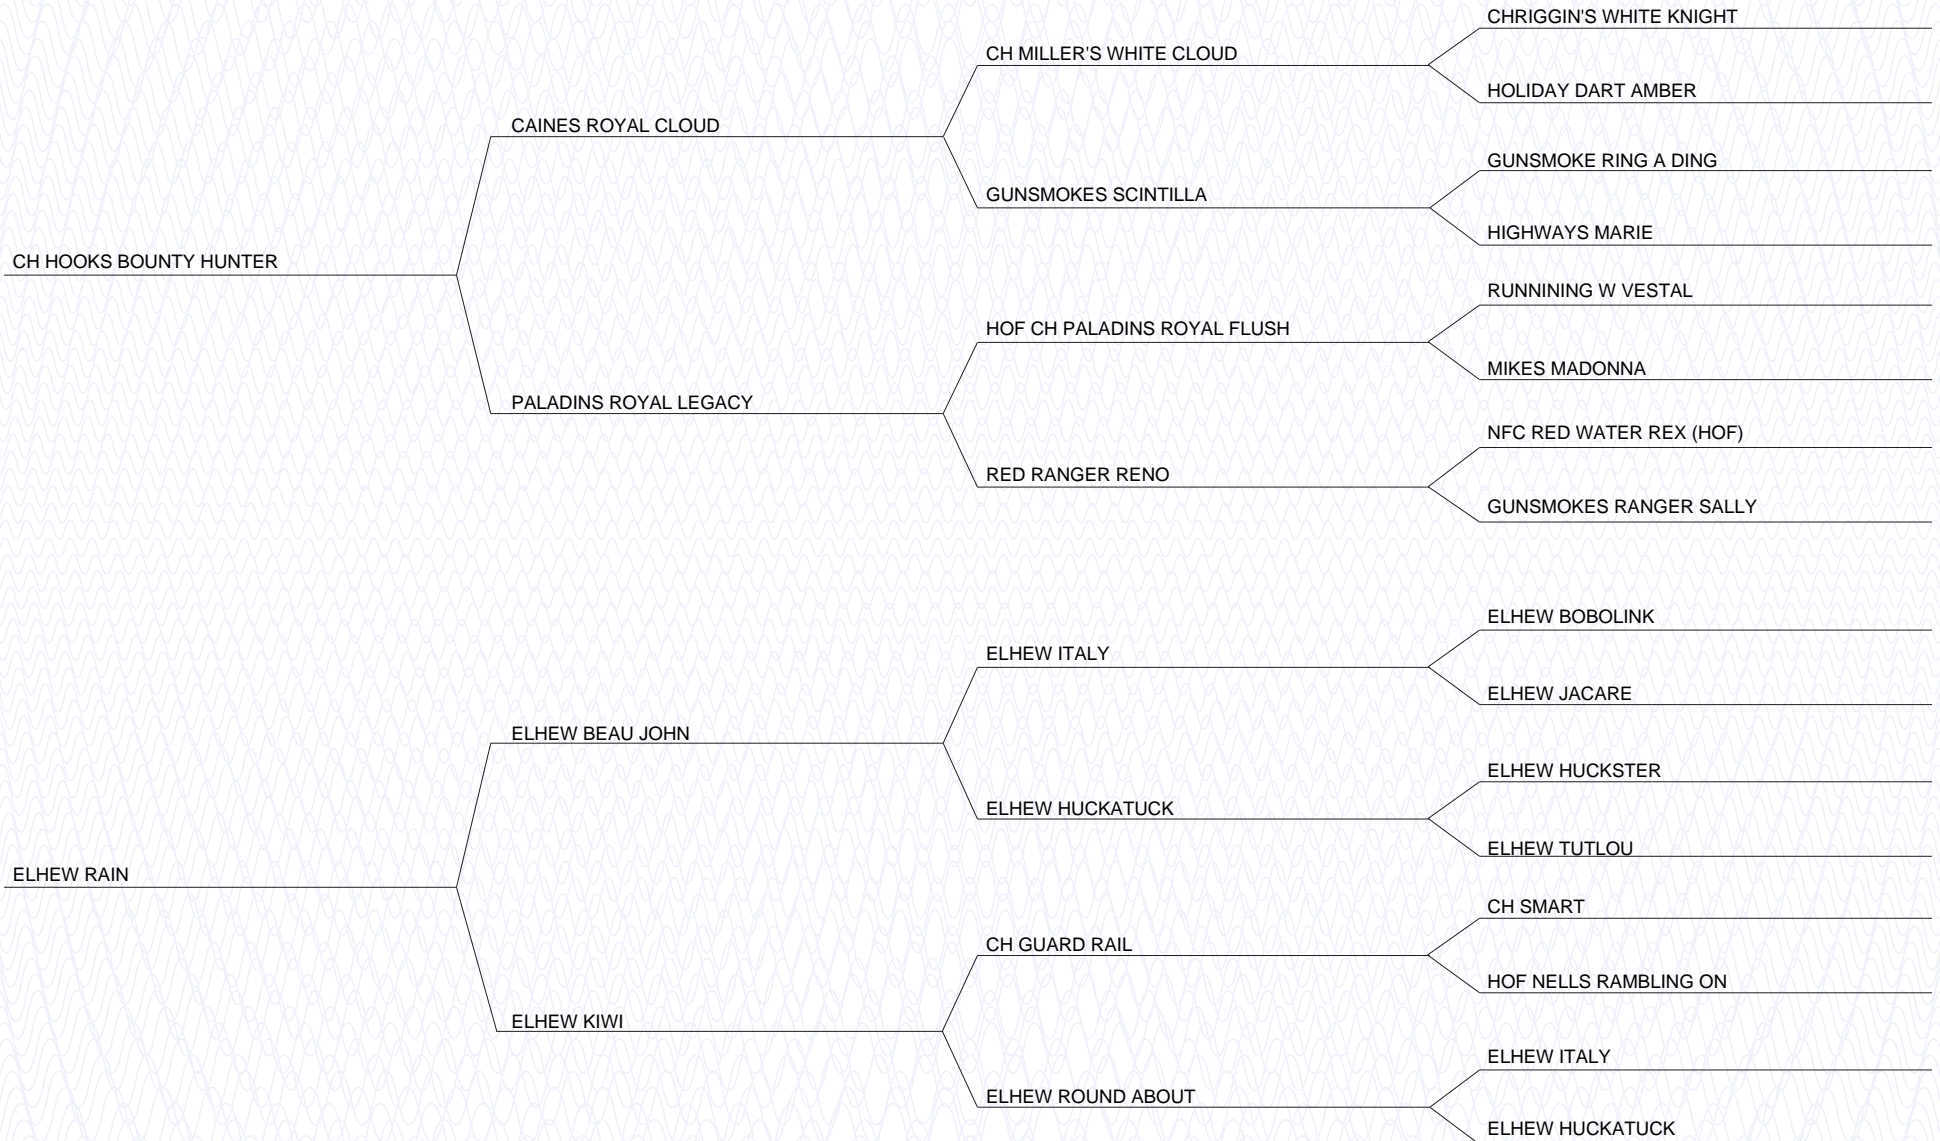 CHRIGGIN'S WHITE KNIGHT
CH MILLER'S WHITE CLOUD
HOLIDAY DART AMBER
CAINES ROYAL CLOUD
GUNSMOKE RING A DING
GUNSMOKES SCINTILLA
HIGHWAYS MARIE
CH HOOKS BOUNTY HUNTER
RUNNINING W VESTAL
HOF CH PALADINS ROYAL FLUSH
MIKES MADONNA
PALADINS ROYAL LEGACY
NFC RED WATER REX (HOF)
RED RANGER RENO
GUNSMOKES RANGER SALLY
ELHEW BOBOLINK
ELHEW ITALY
ELHEW JACARE
ELHEW BEAU JOHN
ELHEW HUCKSTER
ELHEW HUCKATUCK
ELHEW TUTLOU
ELHEW RAIN
CH SMART
CH GUARD RAIL
HOF NELLS RAMBLING ON
ELHEW KIWI
ELHEW ITALY
ELHEW ROUND ABOUT
ELHEW HUCKATUCK